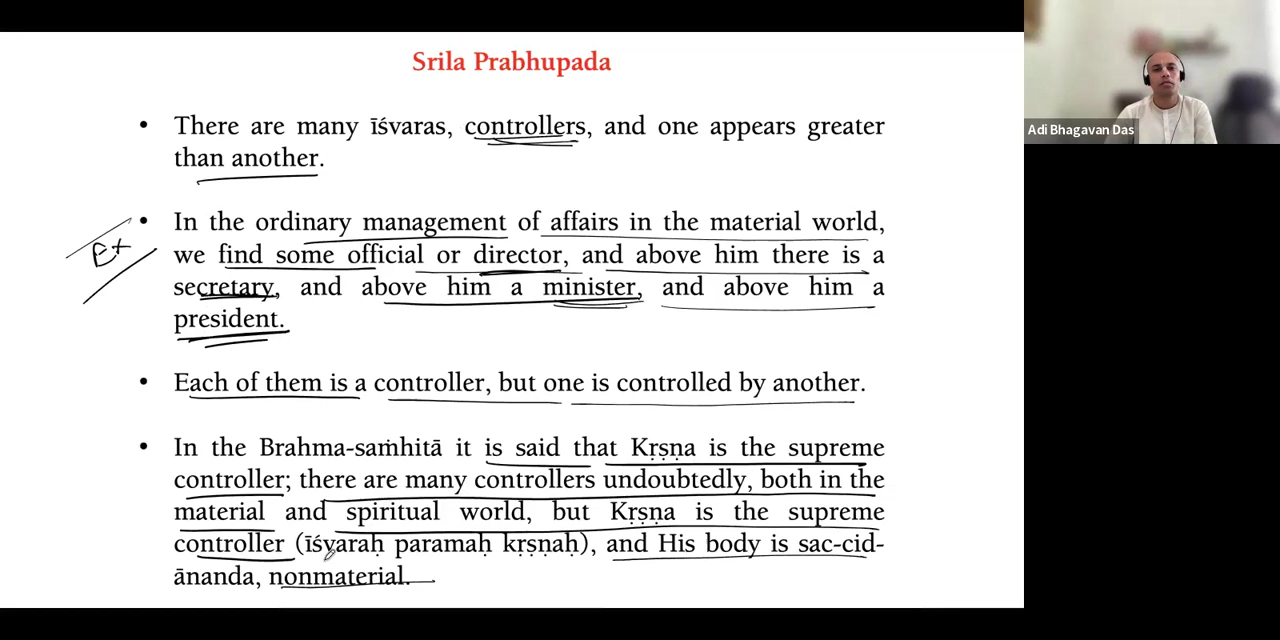 Srila Prabhupada
• There are many īśvaras, controllers, and one appears greater
than another.
Ex
• In the ordinary management of affairs in the material world,
we find some official or director, and above him there is a
secretary, and above him a minister, and above him a
president.
• Each of them is a controller, but one is controlled by another.
• In the Brahma-saṁhitā it is said that Kṛṣṇa is the supreme
controller; there are many controllers undoubtedly, both in the
material and spiritual world, but Kṛṣṇa is the supreme
controller (īśvaraḥ paramaḥ kṛṣṇaḥ), and His body is sac-cid-
ānanda, nonmaterial.
Adi Bhagavan Das